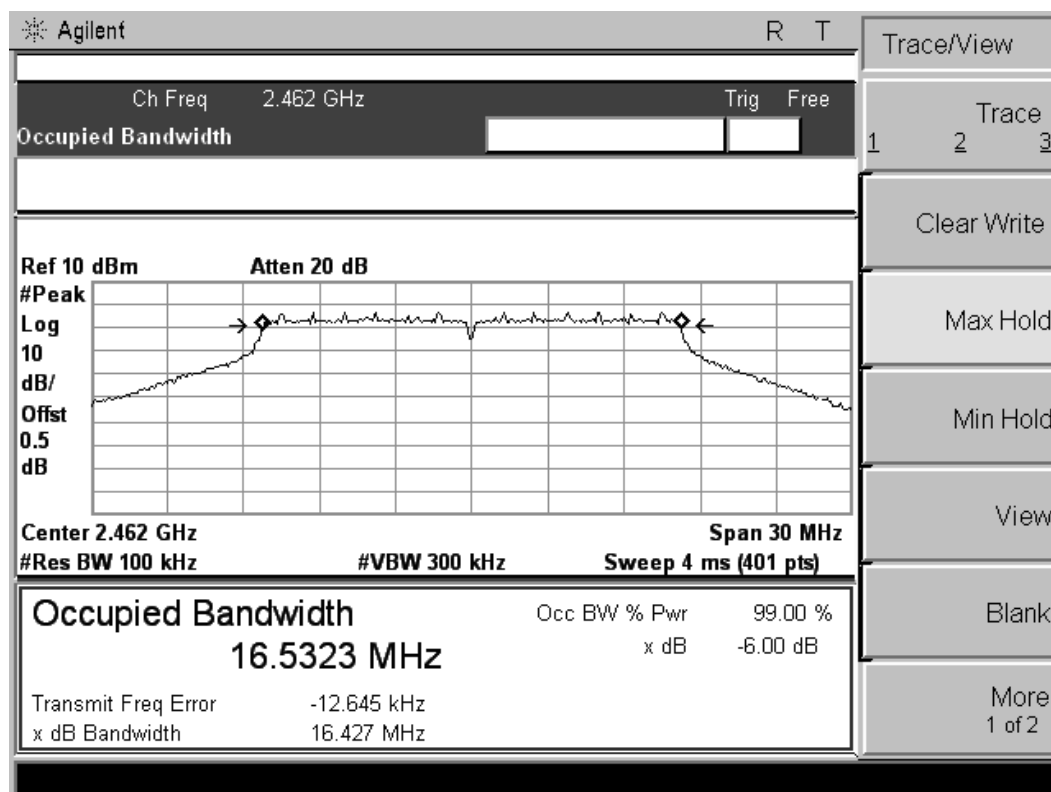 Agilent R T
Ch Freq 2.462 GHz Trig Free
Occupied Bandwidth
Ref 10 dBm Atten 20 dB
#Peak
Log
10
dB/
Offst
0.5
dB
Center 2.462 GHz Span 30 MHz
#Res BW 100 kHz #VBW 300 kHz Sweep 4 ms (401 pts)
Occupied Bandwidth
16.5323 MHz
Occ BW % Pwr 99.00 %
x dB -6.00 dB
Transmit Freq Error -12.645 kHz
x dB Bandwidth 16.427 MHz
Trace/View
Trace
1 2 3
Clear Write
Max Hold
Min Hold
View
Blank
More
1 of 2